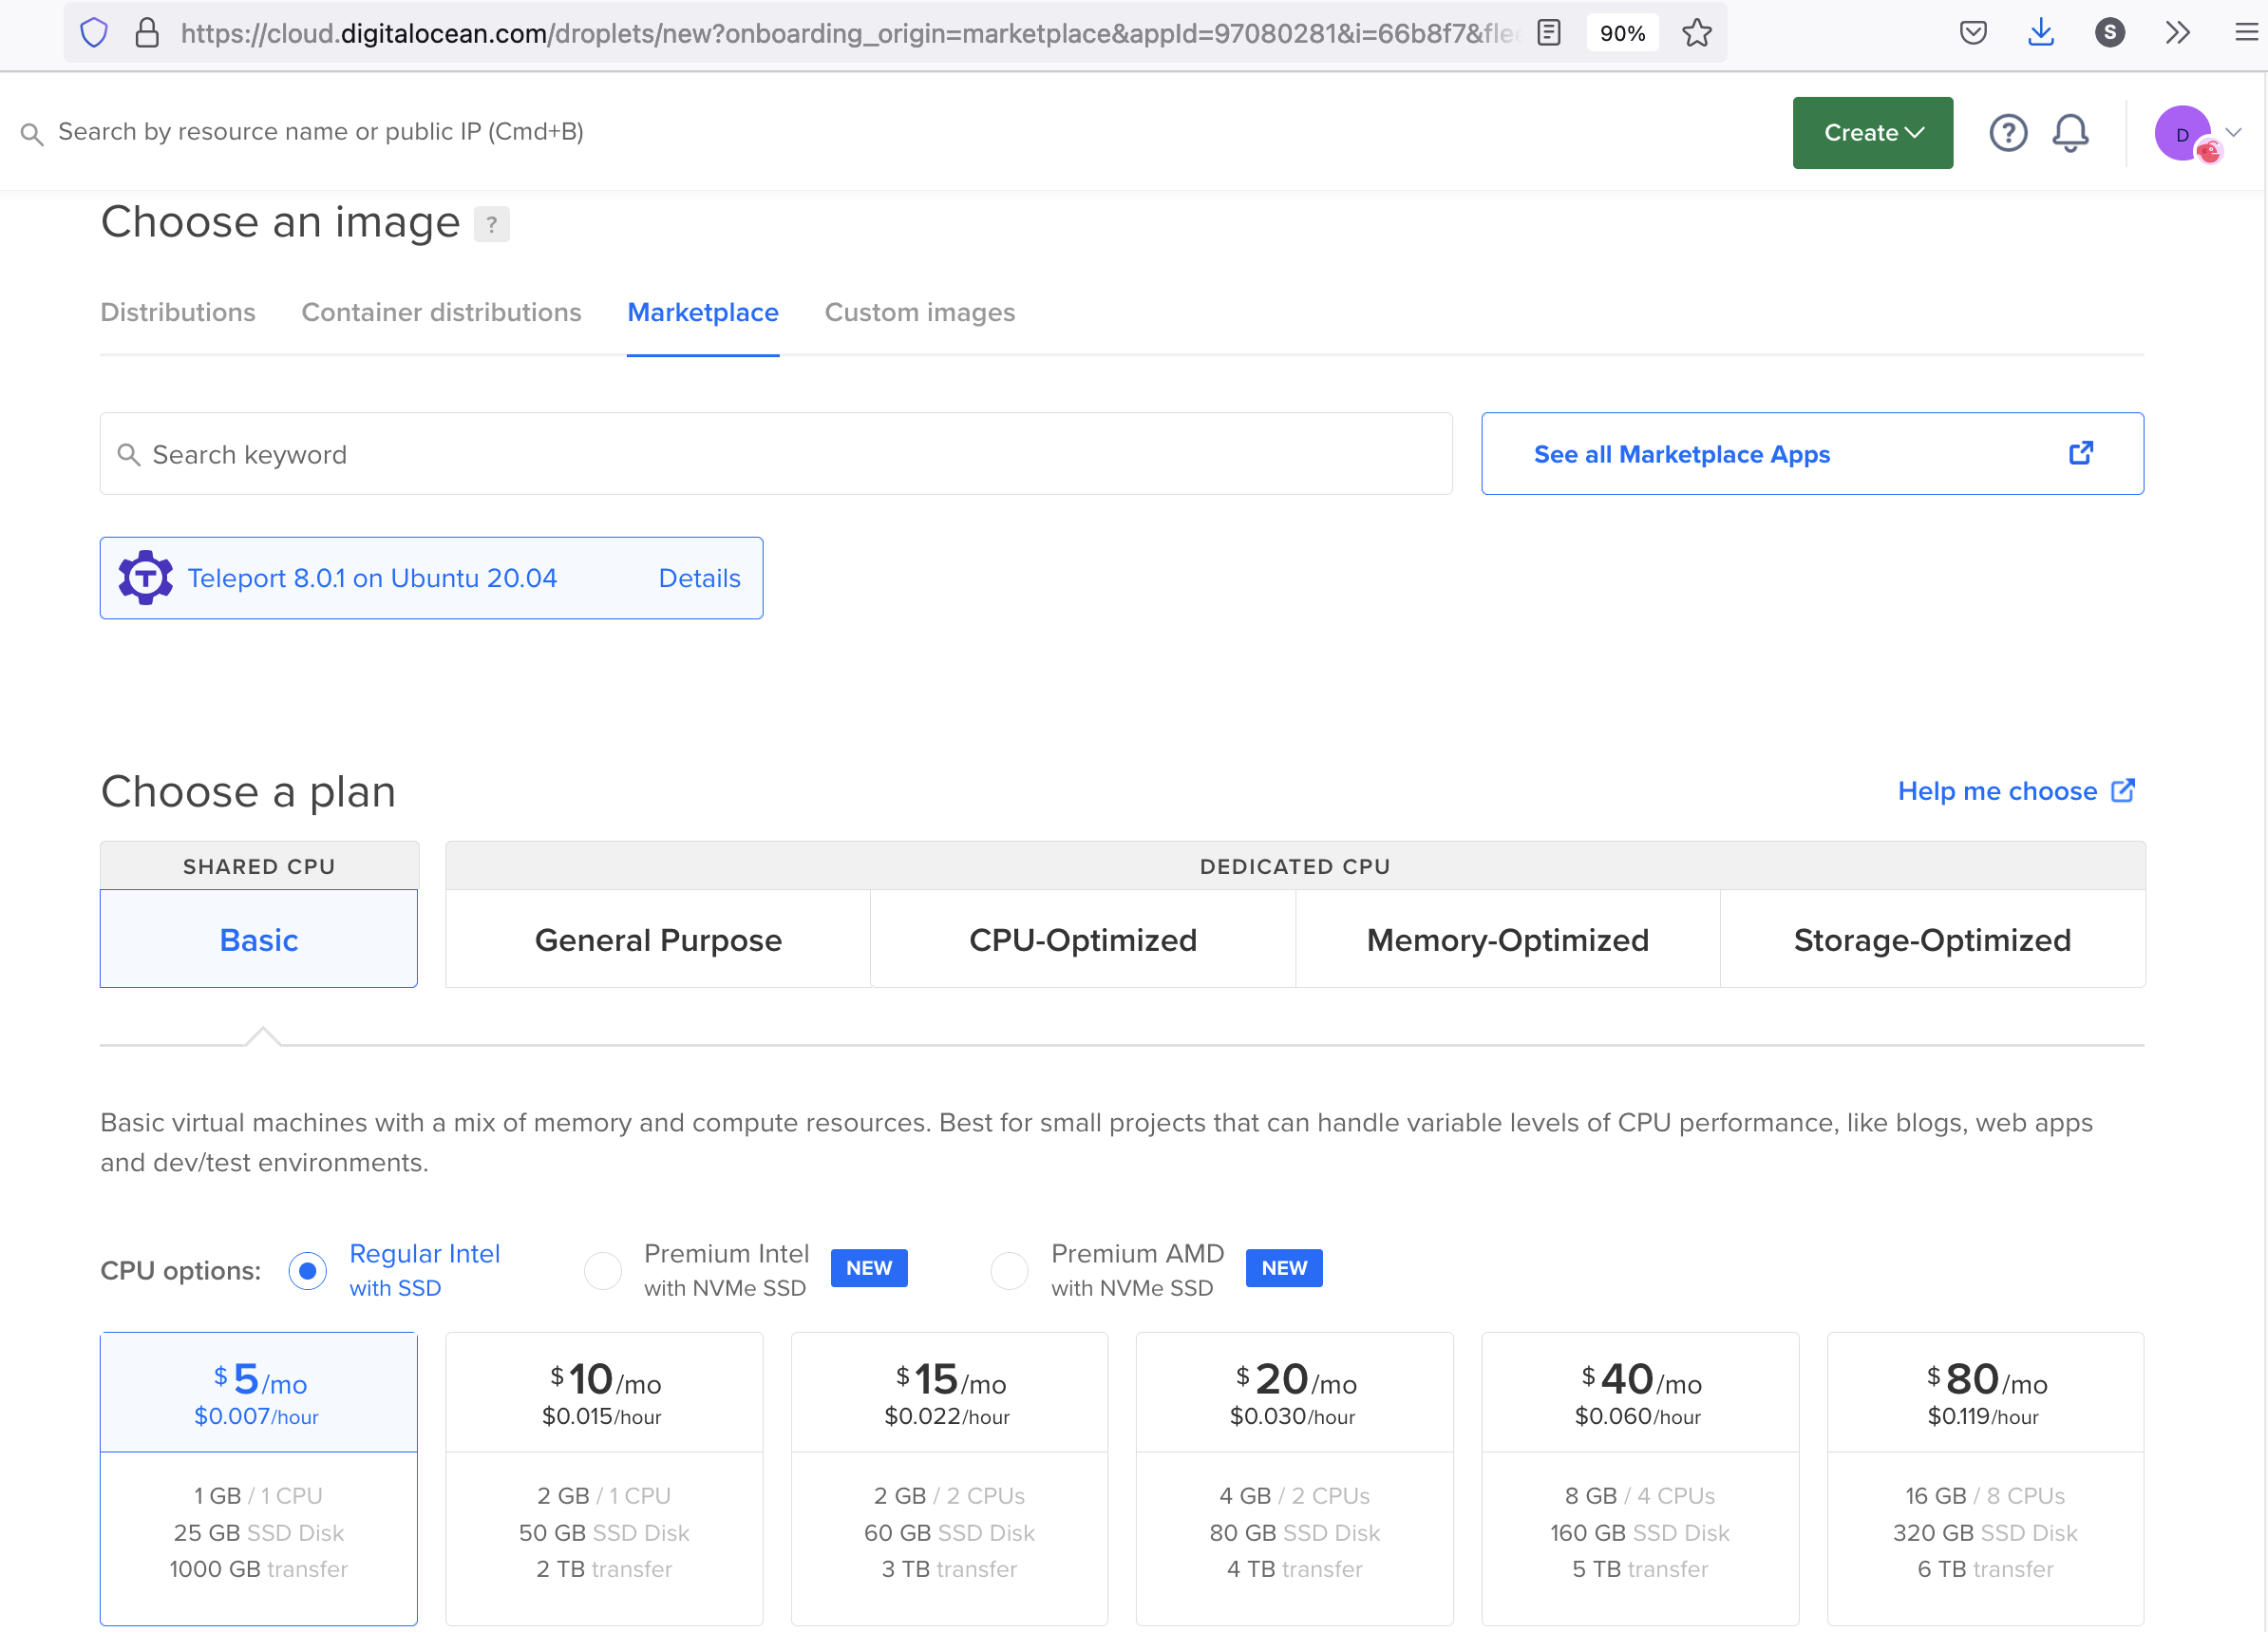 https://cloud.digitalocean.com/droplets/new?onboarding_origin=marketplace&appId=97080281&i=66b8f7&flee
90%
S
Search by resource name or public IP (Cmd+B)
Create
?
D
Choose an image ?
Distributions Container distributions Marketplace Custom images
Search keyword
See all Marketplace Apps
T Teleport 8.0.1 on Ubuntu 20.04 Details
Choose a plan
Help me choose
SHARED CPU DEDICATED CPU
Basic General Purpose CPU-Optimized Memory-Optimized Storage-Optimized
Basic virtual machines with a mix of memory and compute resources. Best for small projects that can handle variable levels of CPU performance, like blogs, web apps
and dev/test environments.
CPU options:
Regular Intel
with SSD
Premium Intel
with NVMe SSD
NEW
Premium AMD
with NVMe SSD
NEW
$5/mo
$0.007/hour
1 GB / 1 CPU
25 GB SSD Disk
1000 GB transfer
$10/mo
$0.015/hour
2 GB / 1 CPU
50 GB SSD Disk
2 TB transfer
$15/mo
$0.022/hour
2 GB / 2 CPUs
60 GB SSD Disk
3 TB transfer
$20/mo
$0.030/hour
4 GB / 2 CPUs
80 GB SSD Disk
4 TB transfer
$40/mo
$0.060/hour
8 GB / 4 CPUs
160 GB SSD Disk
5 TB transfer
$80/mo
$0.119/hour
16 GB / 8 CPUs
320 GB SSD Disk
6 TB transfer